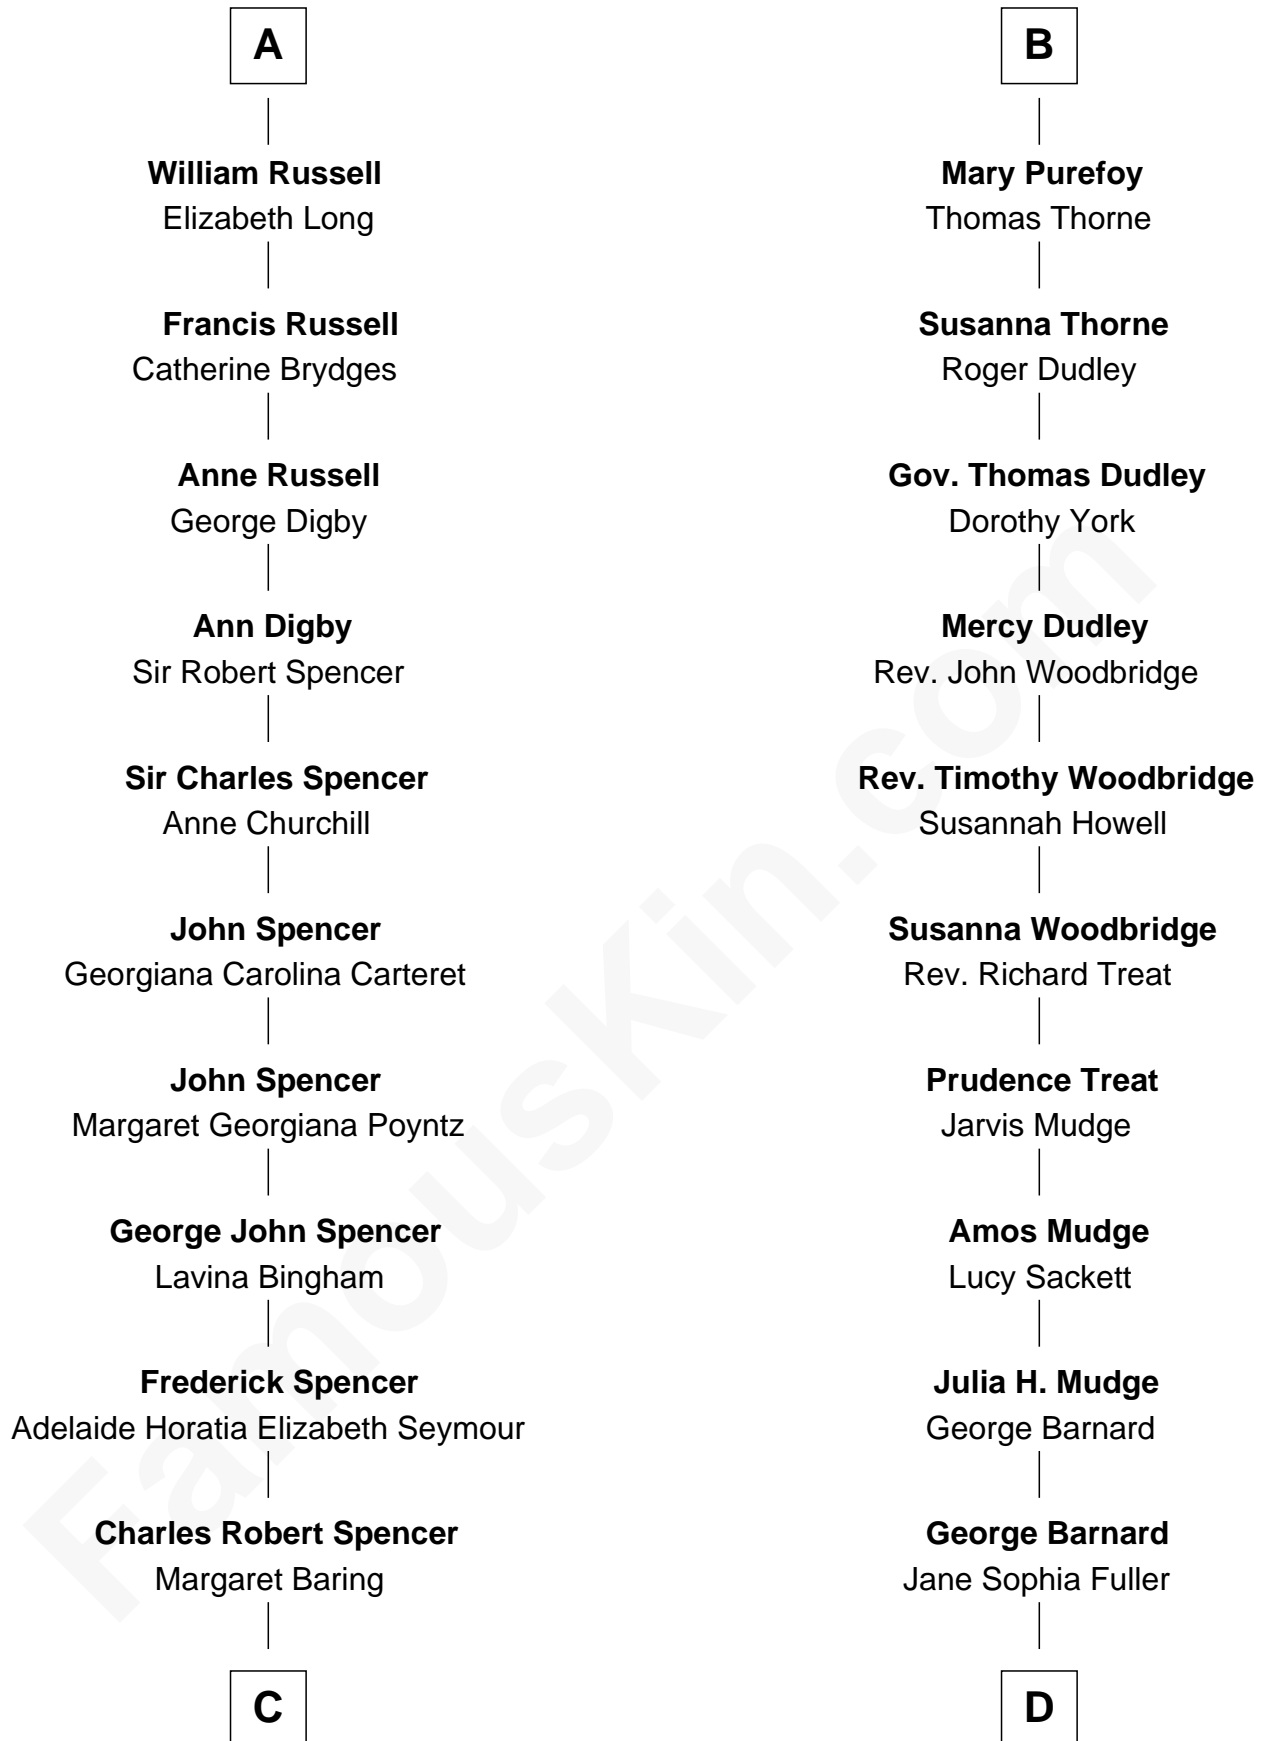 A
William Russell
Elizabeth Long
Francis Russell
Catherine Brydges
Anne Russell
George Digby
Ann Digby
Sir Robert Spencer
Sir Charles Spencer
Anne Churchill
John Spencer
Georgiana Carolina Carteret
John Spencer
Margaret Georgiana Poyntz
George John Spencer
Lavina Bingham
Frederick Spencer
Adelaide Horatia Elizabeth Seymour
Charles Robert Spencer
Margaret Baring
C
B
Mary Purefoy
Thomas Thorne
Susanna Thorne
Roger Dudley
Gov. Thomas Dudley
Dorothy York
Mercy Dudley
Rev. John Woodbridge
Rev. Timothy Woodbridge
Susannah Howell
Susanna Woodbridge
Rev. Richard Treat
Prudence Treat
Jarvis Mudge
Amos Mudge
Lucy Sackett
Julia H. Mudge
George Barnard
George Barnard
Jane Sophia Fuller
D
FamousKin.com